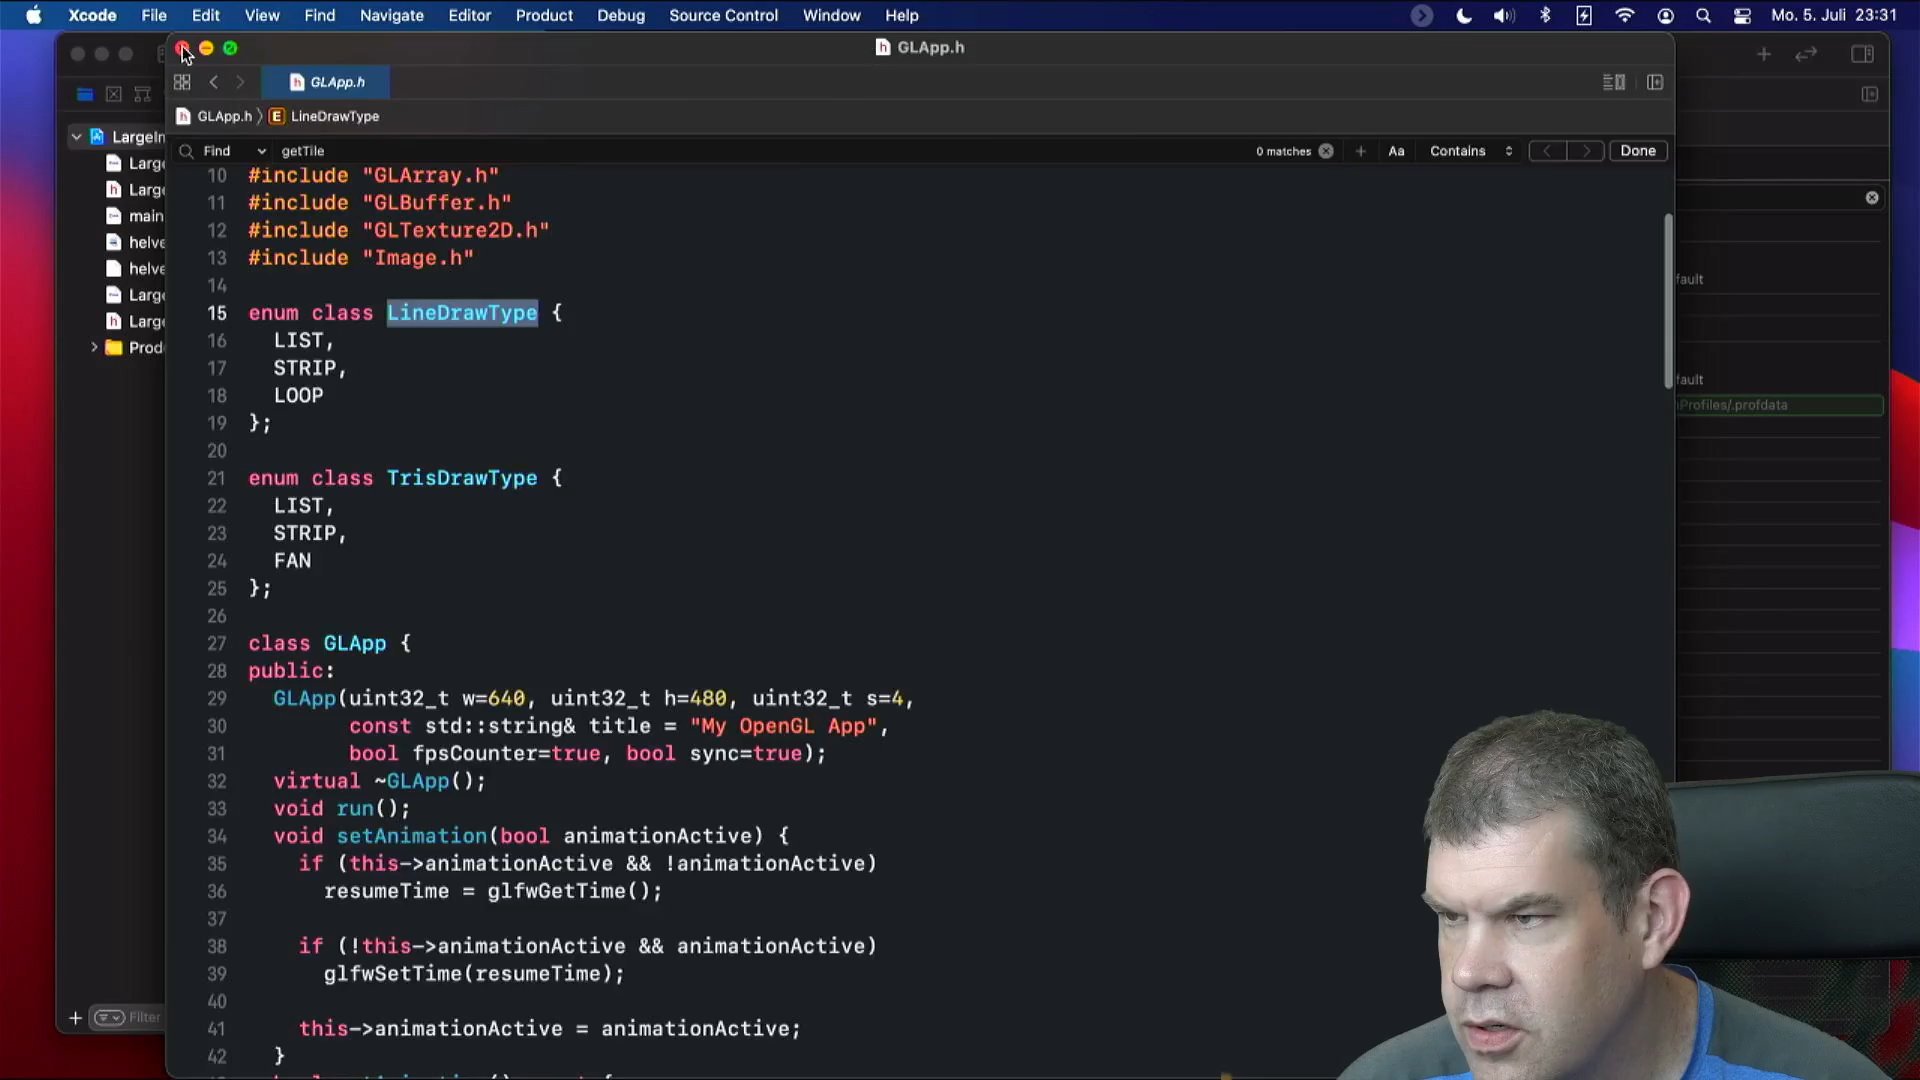 Xcode File Edit View Find Navigate Editor Product Debug Source Control Window Help Mo. 5. Juli 23:31
GLApp.h
GLApp.h
GLApp.h LineDrawType
Find getTile 0 matches Aa Contains Done
10 #include "GLArray.h"
11 #include "GLBuffer.h"
12 #include "GLTexture2D.h"
13 #include "Image.h"
14
15 enum class LineDrawType {
16 LIST,
17 STRIP,
18 LOOP
19 };
20
21 enum class TrisDrawType {
22 LIST,
23 STRIP,
24 FAN
25 };
26
27 class GLApp {
28 public:
29 GLApp(uint32_t w=640, uint32_t h=480, uint32_t s=4,
30 const std::string& title = "My OpenGL App",
31 bool fpsCounter=true, bool sync=true);
32 virtual ~GLApp();
33 void run();
34 void setAnimation(bool animationActive) {
35 if (this->animationActive && !animationActive)
36 resumeTime = glfwGetTime();
37
38 if (!this->animationActive && animationActive)
39 glfwSetTime(resumeTime);
40
41 this->animationActive = animationActive;
42 }
LargeIn
Larg
Larg
main
helve
helve
Larg
Larg
Prod
Filter
fault
fault
Profiles/.profdata